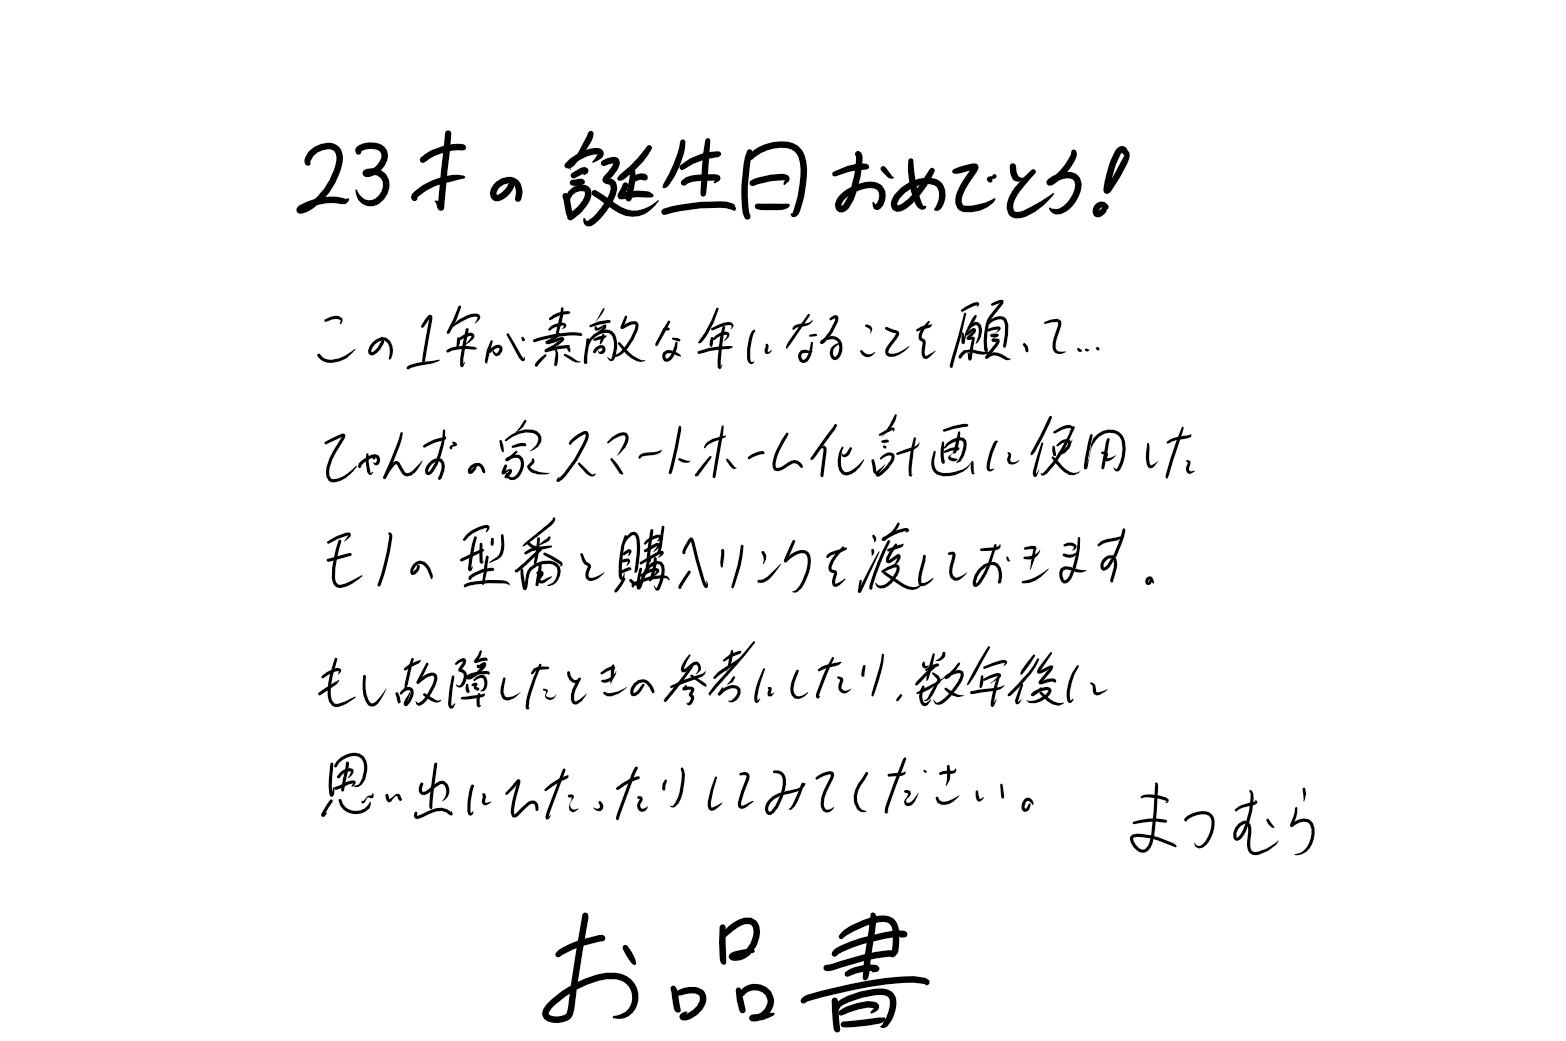 23才の誕生日おめでとう!
この1年が素敵な年になることを願って...
てゃんおの家スマートホーム化計画に使用した
モノの型番と購入リンクを渡しておきます。
もし故障したときの参考にしたり、数年後に
思い出にひたったりしてみてください。
まつむら
お品書